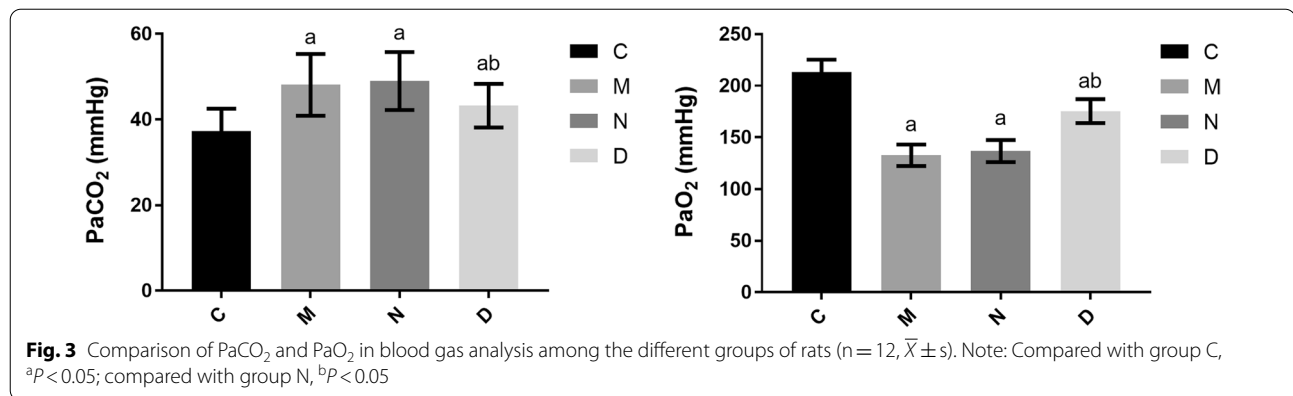 60
40
20
0
PaCO₂ (mmHg)
a
a
ab
C
M
N
D
C
M
N
D
250
200
150
100
50
0
PaO₂ (mmHg)
a
a
ab
C
M
N
D
C
M
N
D
Fig. 3 Comparison of PaCO₂ and PaO₂ in blood gas analysis among the different groups of rats (n = 12, X̄ ± s). Note: Compared with group C,
ᵃP < 0.05; compared with group N, ᵇP < 0.05